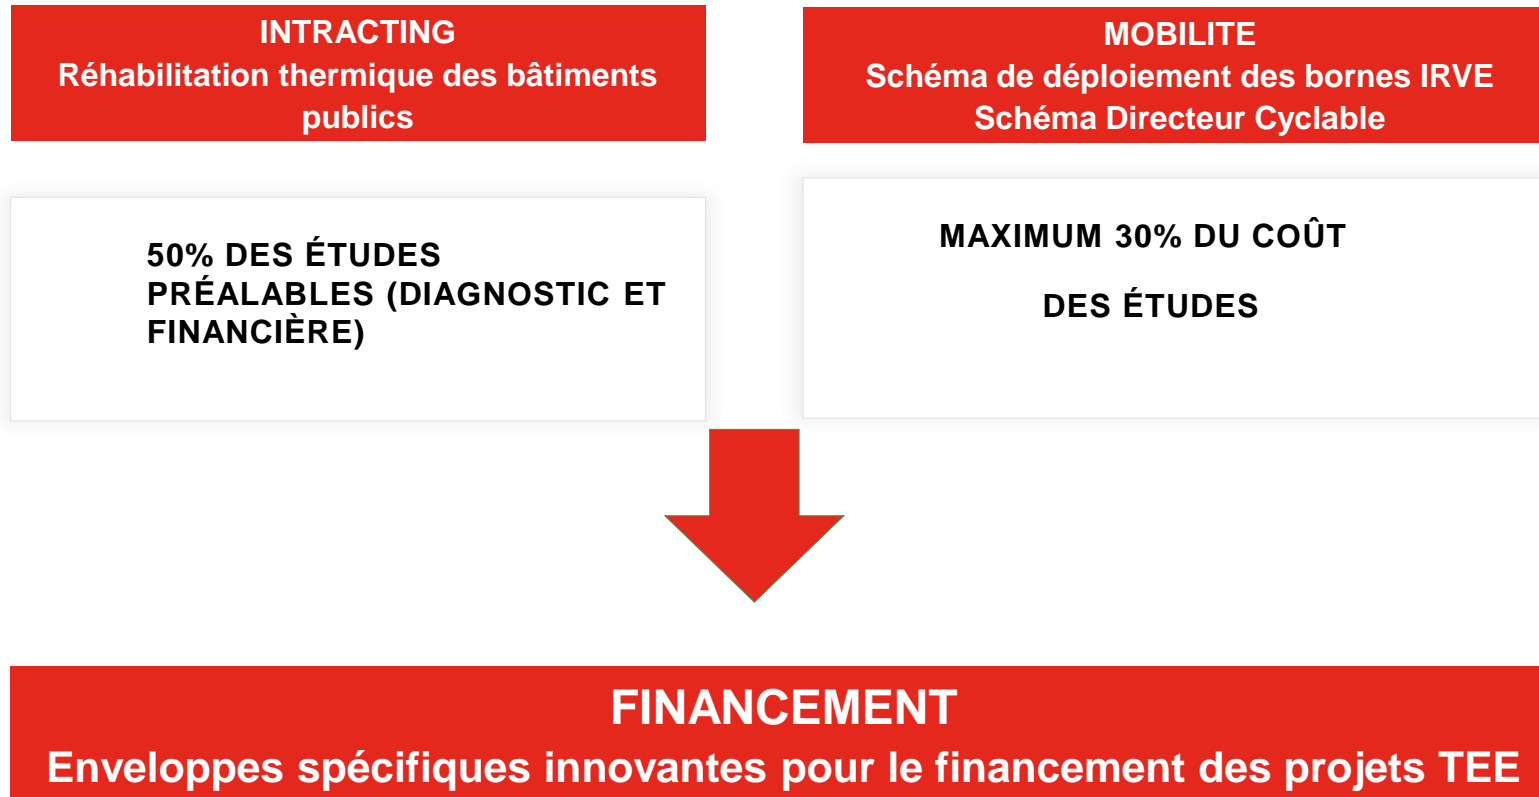 INTRACTING
Réhabilitation thermique des bâtiments
publics
50% DES ÉTUDES
PRÉALABLES (DIAGNOSTIC ET
FINANCIÈRE)
MOBILITE
Schéma de déploiement des bornes IRVE
Schéma Directeur Cyclable
MAXIMUM 30% DU COÛT
DES ÉTUDES
FINANCEMENT
Enveloppes spécifiques innovantes pour le financement des projets TEE